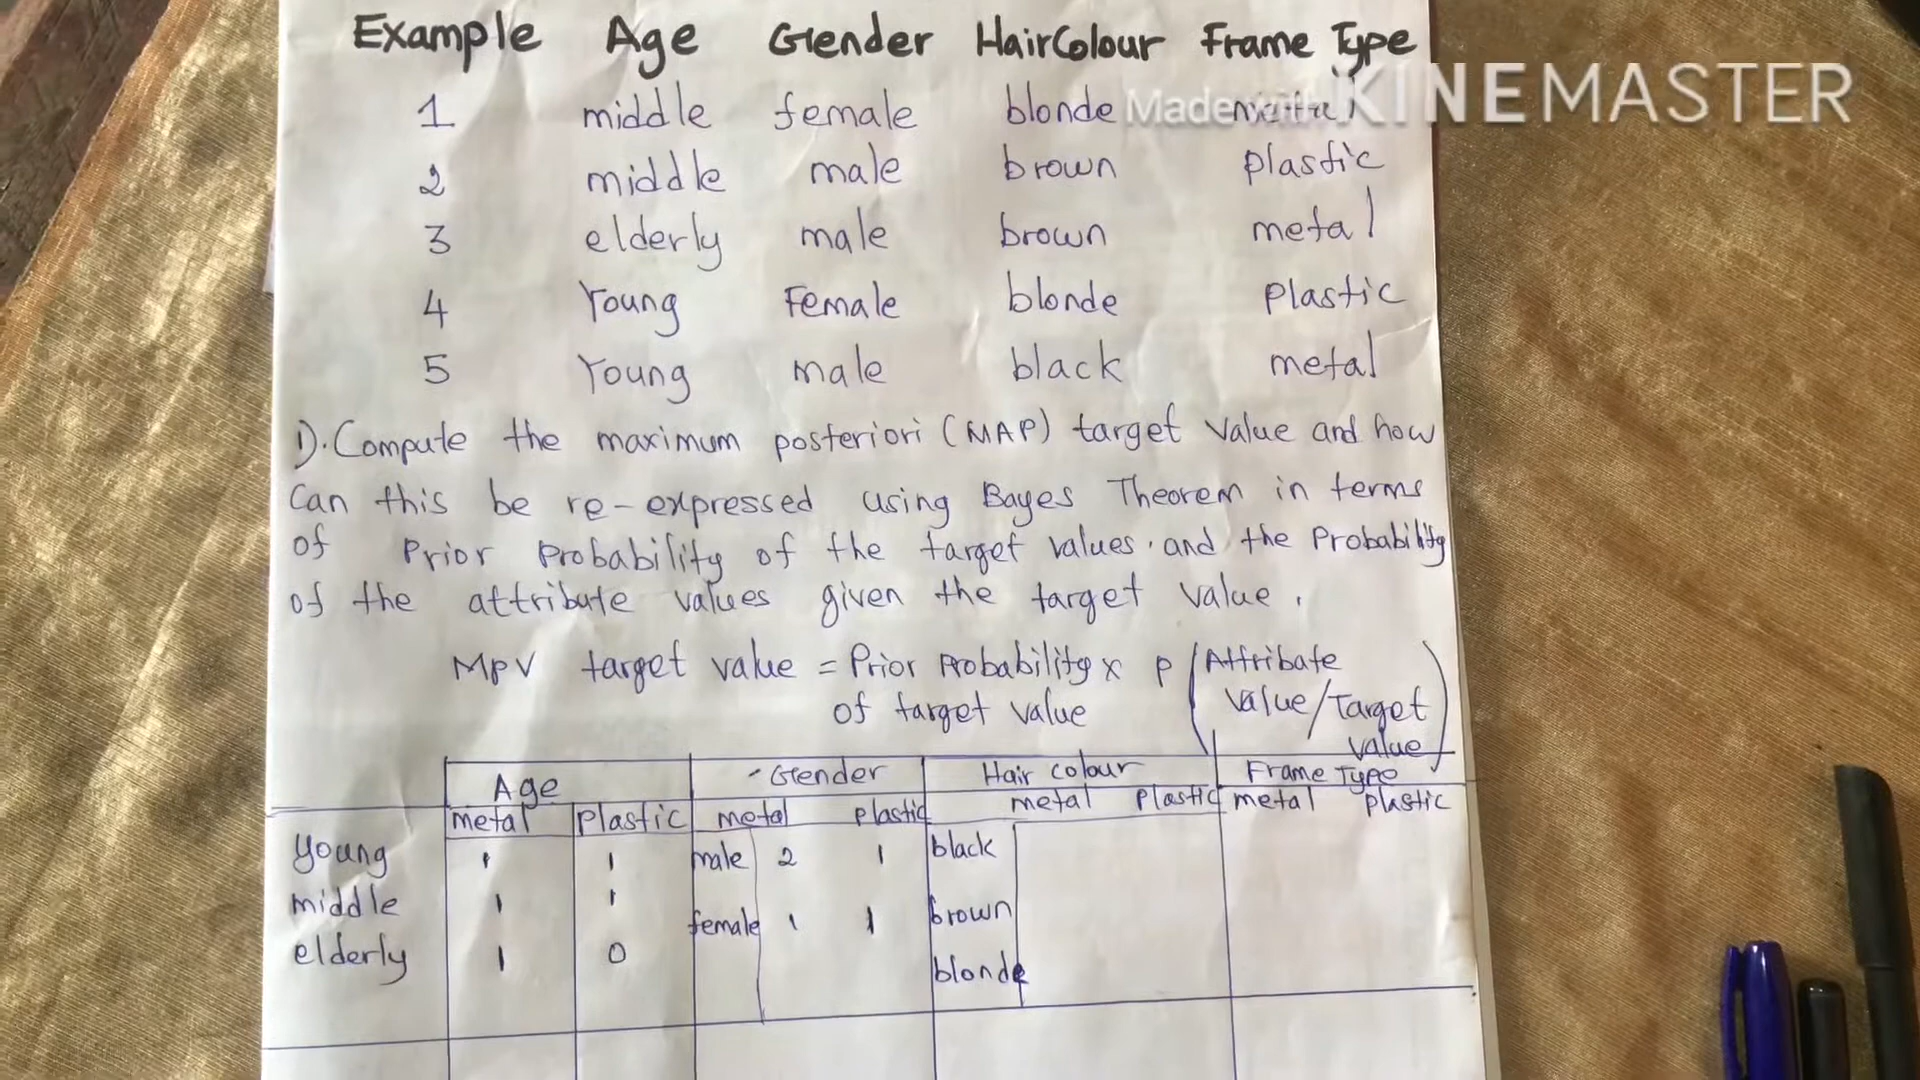 Example Age Gender HairColour Frame Type
1 middle female blonde metal
Made with KINEMASTER
2 middle male brown plastic
3 elderly male brown metal
4 Young Female blonde plastic
5 Young male black metal
1). Compute the maximum posteriori (MAP) target value and how
can this be re-expressed using Bayes Theorem in terms
of Prior Probability of the target values. and the Probability
of the attribute values given the target value.
MPV target value = Prior Probability x P (Attribute
of target value Value/Target
value)
Age Gender Hair colour Frame Type
metal Plastic metal plastic metal Plastic metal plastic
young 1 1 male 2 1 black
middle 1 1 female 1 1 brown
elderly 1 0 blonde